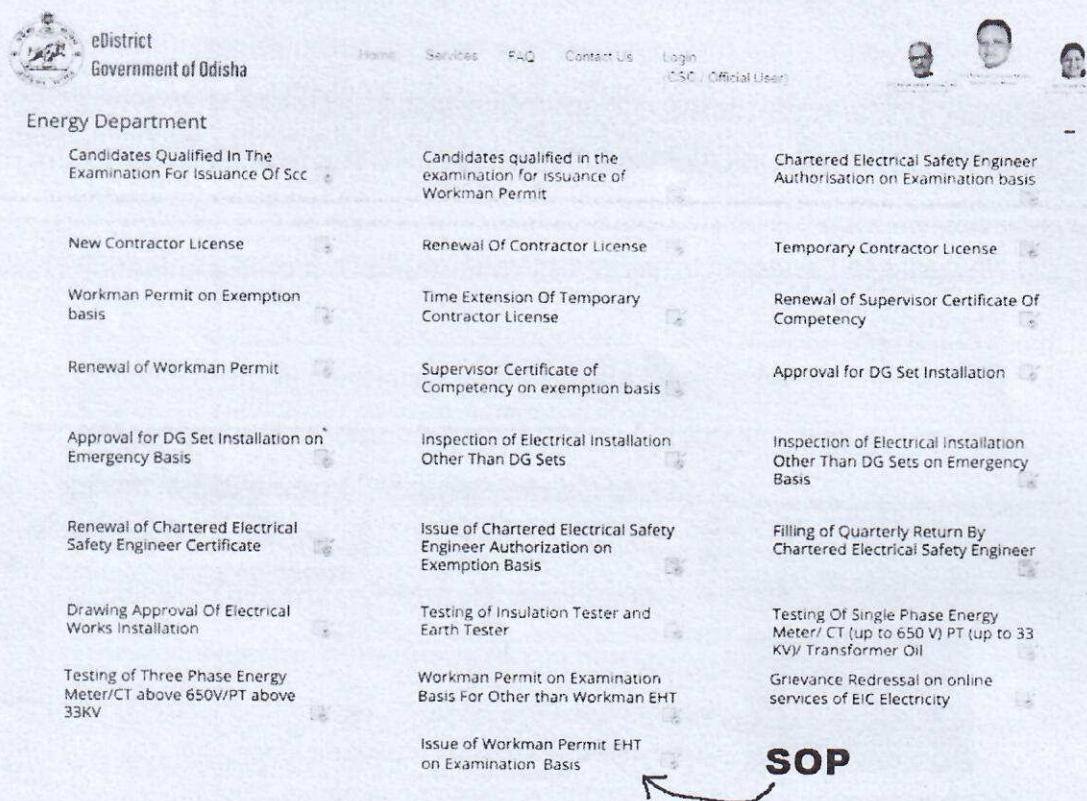 eDistrict
Government of Odisha
Home Services FAQ Contact Us Login
(CSC / Official User)
Energy Department
Candidates Qualified In The
Examination For Issuance Of Scc
Candidates qualified in the
examination for issuance of
Workman Permit
Chartered Electrical Safety Engineer
Authorisation on Examination basis
New Contractor License
Renewal Of Contractor License
Temporary Contractor License
Workman Permit on Exemption
basis
Time Extension Of Temporary
Contractor License
Renewal of Supervisor Certificate Of
Competency
Renewal of Workman Permit
Supervisor Certificate of
Competency on exemption basis
Approval for DG Set Installation
Approval for DG Set Installation on
Emergency Basis
Inspection of Electrical Installation
Other Than DG Sets
Inspection of Electrical Installation
Other Than DG Sets on Emergency
Basis
Renewal of Chartered Electrical
Safety Engineer Certificate
Issue of Chartered Electrical Safety
Engineer Authorization on
Exemption Basis
Filling of Quarterly Return By
Chartered Electrical Safety Engineer
Drawing Approval Of Electrical
Works Installation
Testing of Insulation Tester and
Earth Tester
Testing Of Single Phase Energy
Meter/ CT (up to 650 V) PT (up to 33
KV)/ Transformer Oil
Testing of Three Phase Energy
Meter/CT above 650V/PT above
33KV
Workman Permit on Examination
Basis For Other than Workman EHT
Grievance Redressal on online
services of EIC Electricity
Issue of Workman Permit EHT
on Examination Basis
SOP